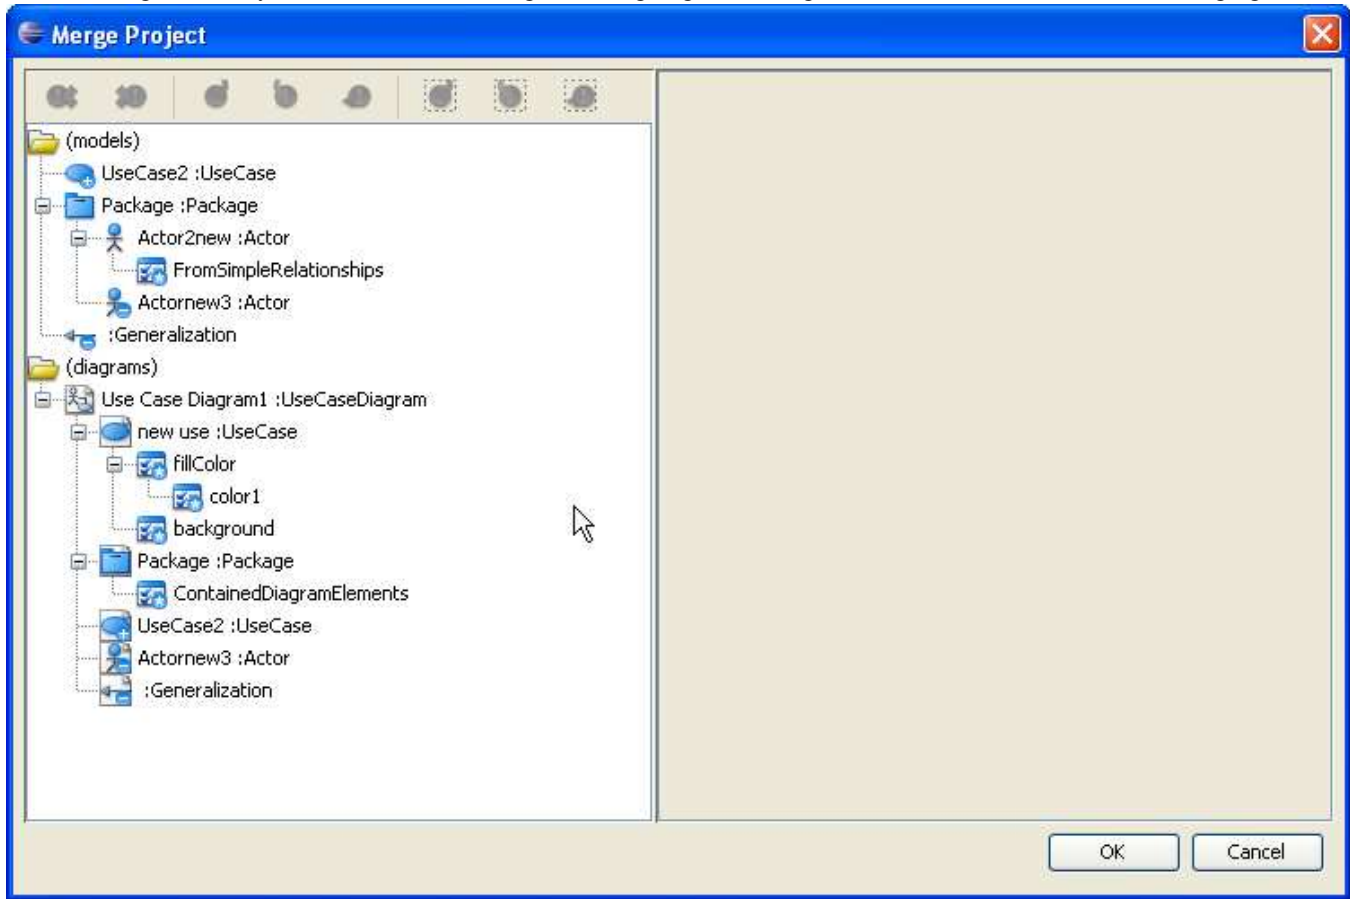 Merge Project
(models)
UseCase2 :UseCase
Package :Package
Actor2new :Actor
FromSimpleRelationships
Actornew3 :Actor
:Generalization
(diagrams)
Use Case Diagram1 :UseCaseDiagram
new use :UseCase
fillColor
color1
background
Package :Package
ContainedDiagramElements
UseCase2 :UseCase
Actornew3 :Actor
:Generalization
OK
Cancel